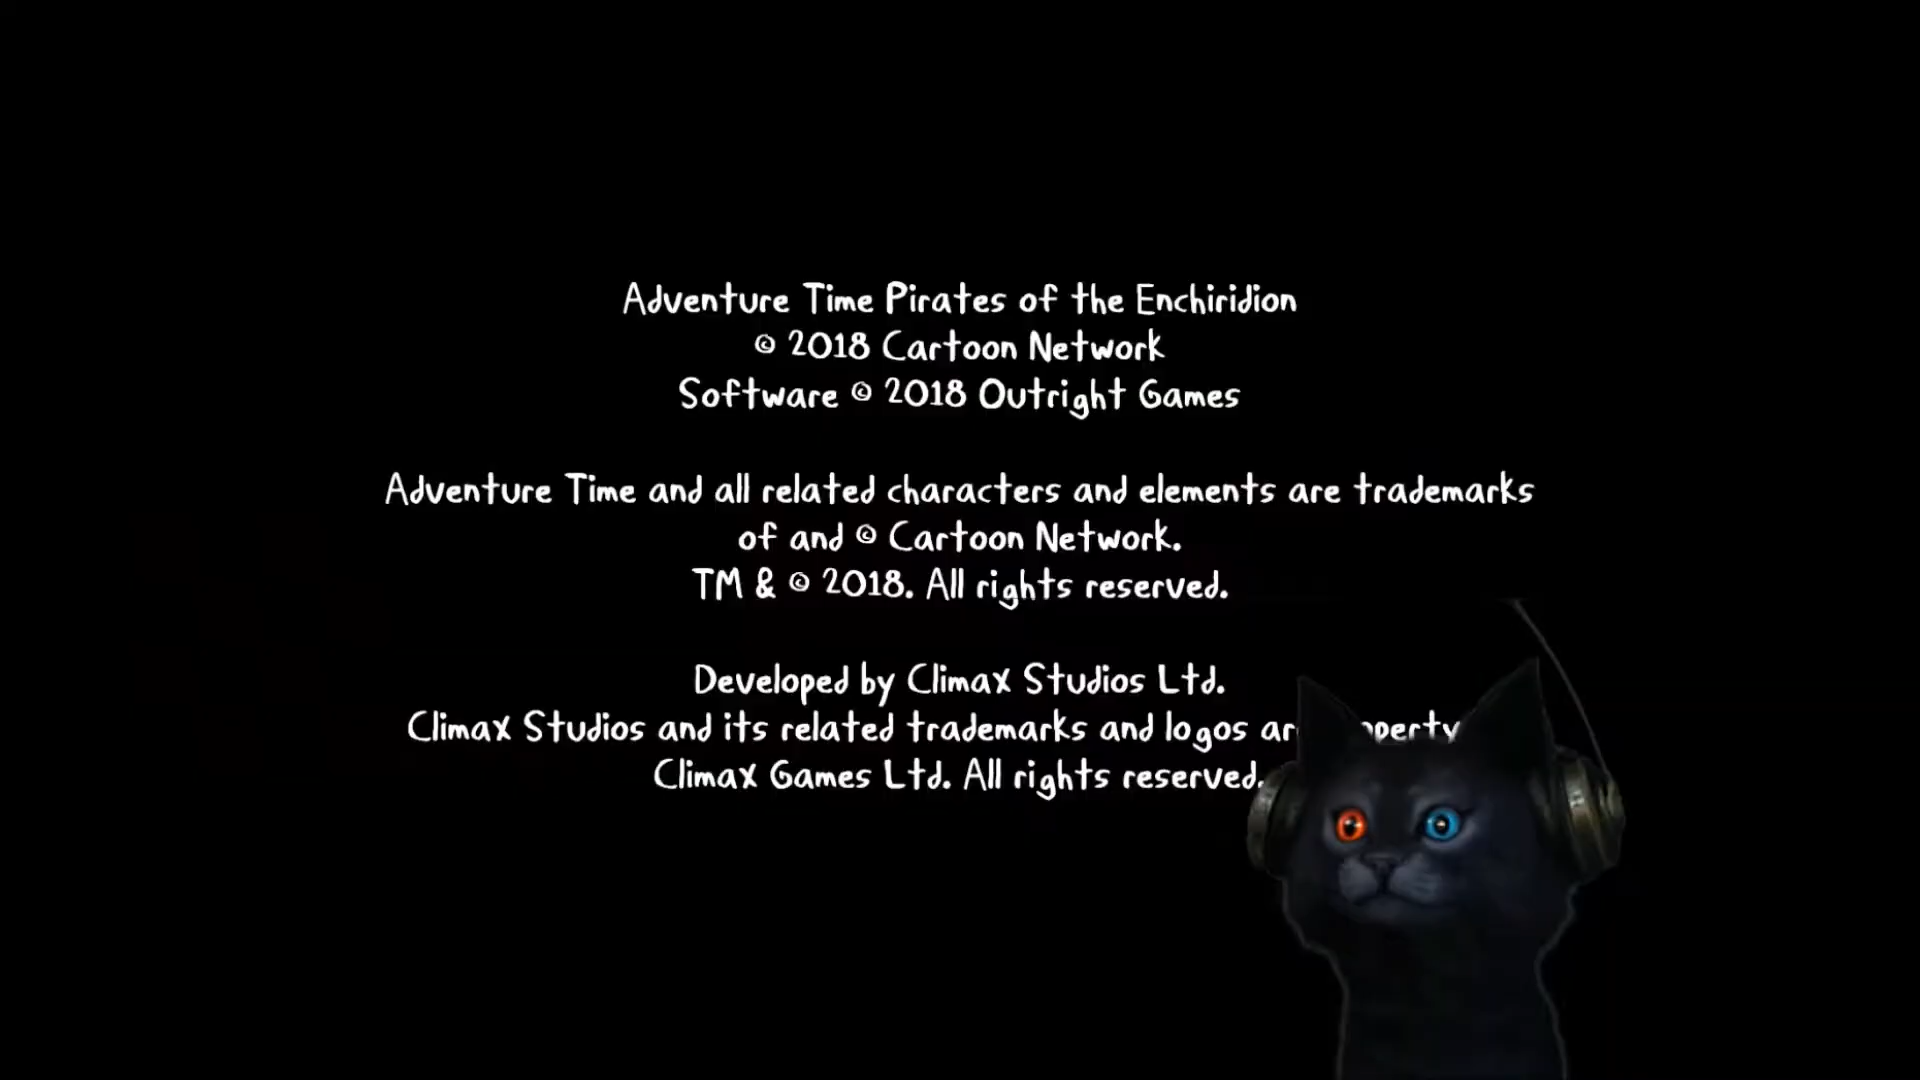 Adventure Time Pirates of the Enchiridion
© 2018 Cartoon Network
Software © 2018 Outright Games
Adventure Time and all related characters and elements are trademarks
of and © Cartoon Network.
TM & © 2018. All rights reserved.
Developed by Climax Studios Ltd.
Climax Studios and its related trademarks and logos
Climax Games Ltd. All rights reserved.